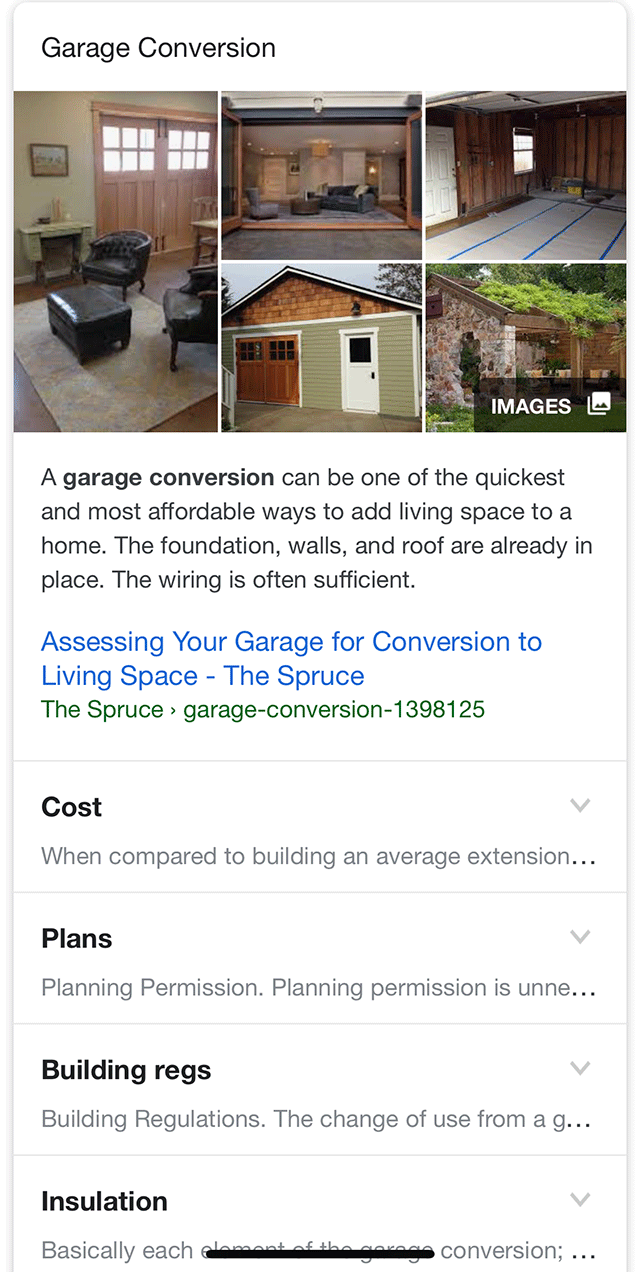 Garage Conversion
IMAGES
A garage conversion can be one of the quickest
and most affordable ways to add living space to a
home. The foundation, walls, and roof are already in
place. The wiring is often sufficient.
Assessing Your Garage for Conversion to
Living Space - The Spruce
The Spruce › garage-conversion-1398125
Cost
When compared to building an average extension...
Plans
Planning Permission. Planning permission is unne...
Building regs
Building Regulations. The change of use from a g...
Insulation
Basically each element of the garage conversion; ...